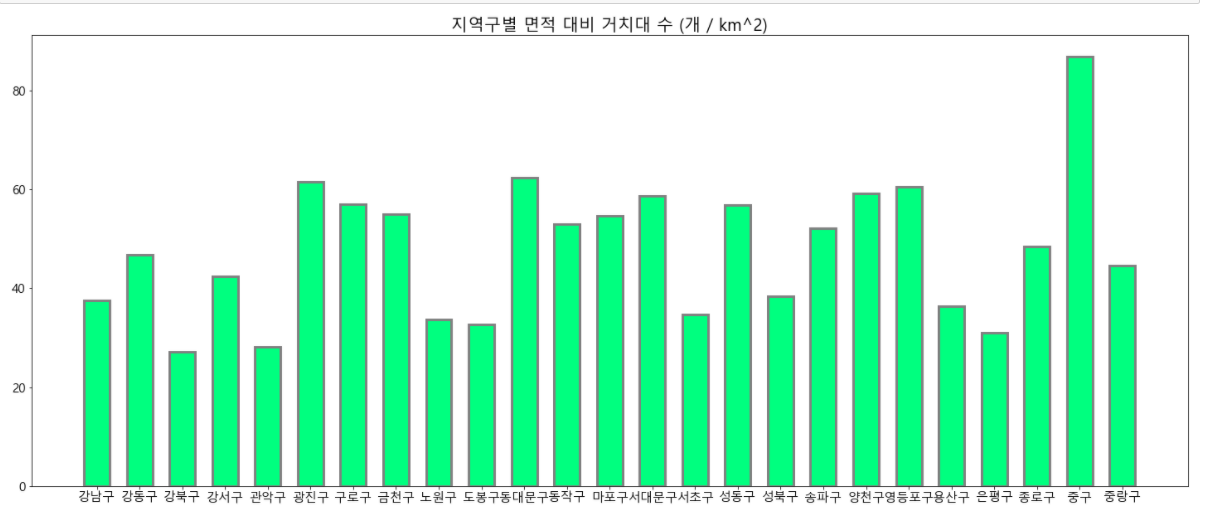 지역구별 면적 대비 거치대 수 (개 / km^2)
80
60
40
20
0
강남구 강동구 강북구 강서구 관악구 광진구 구로구 금천구 노원구 도봉구 동대문구 동작구 마포구 서대문구 서초구 성동구 성북구 송파구 양천구 영등포구 용산구 은평구 종로구 중구 중랑구